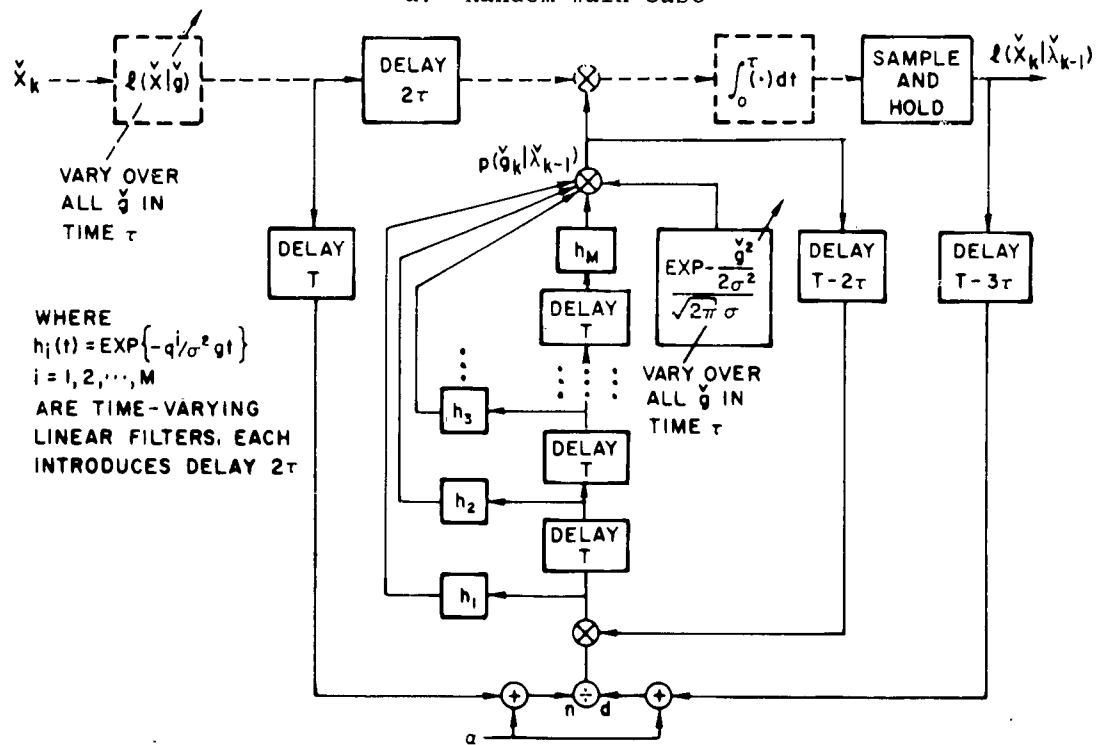 a. Random Walk Case
X̌k
ℓ(X̌|ǧ)
DELAY
2τ
∫₀^τ(·)dt
SAMPLE
AND
HOLD
ℓ(X̌k|λ̌k-1)
VARY OVER
ALL ǧ IN
TIME τ
p(ǧk|λ̌k-1)
DELAY
T
hM
EXP-ǧ²/2σ²
√2π σ
DELAY
T-2τ
DELAY
T-3τ
DELAY
T
VARY OVER
ALL ǧ IN
TIME τ
WHERE
hi(t) = EXP{-qⁱ/σ² gt}
i = 1, 2, ..., M
ARE TIME-VARYING
LINEAR FILTERS, EACH
INTRODUCES DELAY 2τ
h3
DELAY
T
h2
DELAY
T
h1
n ÷ d
+ +
α